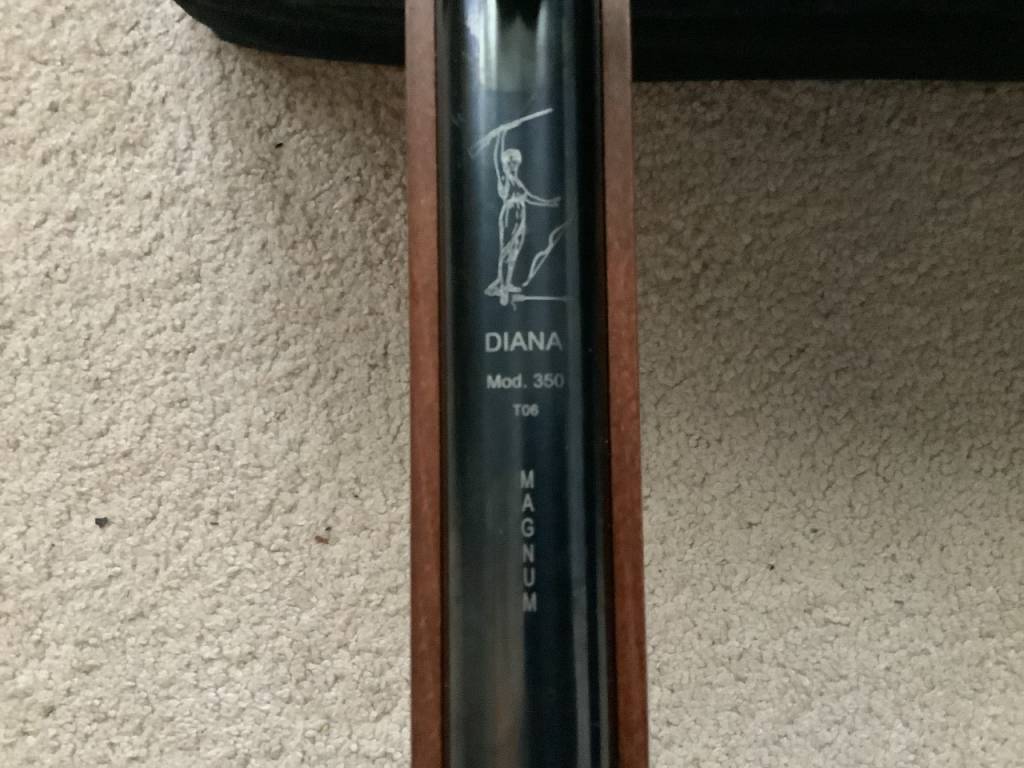 DIANA
Mod. 350
T06
MAGNUM